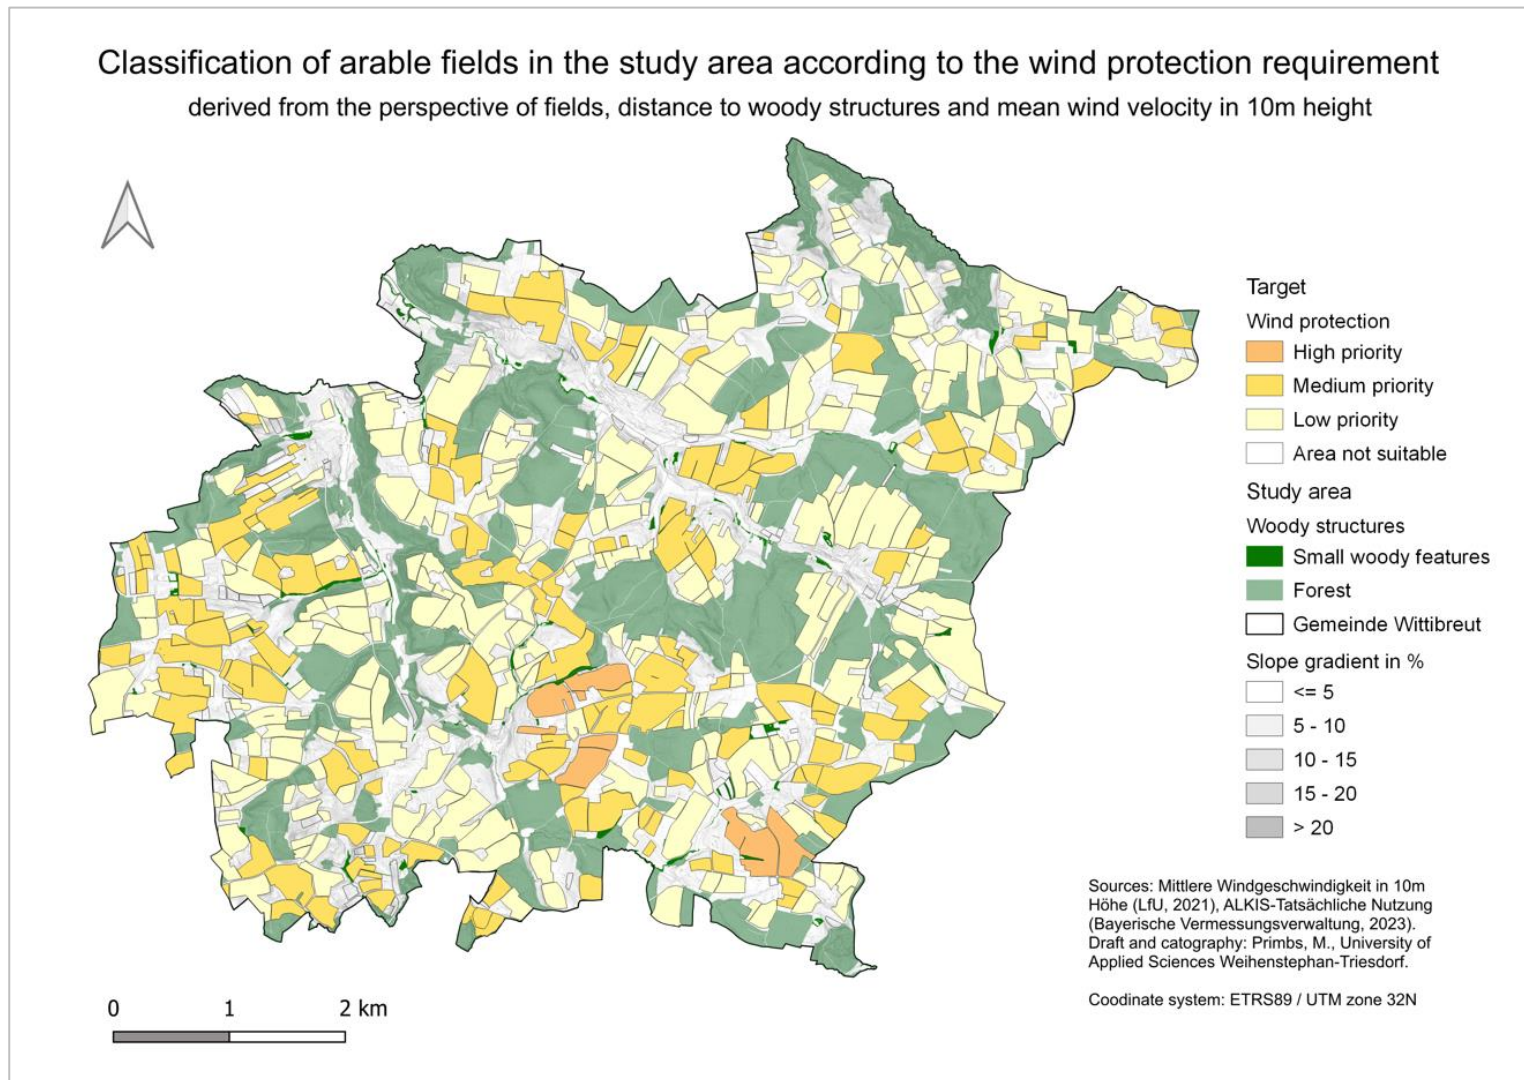 Classification of arable fields in the study area according to the wind protection requirement
derived from the perspective of fields, distance to woody structures and mean wind velocity in 10m height
Target
Wind protection
High priority
Medium priority
Low priority
Area not suitable
Study area
Woody structures
Small woody features
Forest
Gemeinde Wittibreut
Slope gradient in %
<= 5
5 - 10
10 - 15
15 - 20
> 20
Sources: Mittlere Windgeschwindigkeit in 10m
Höhe (LfU, 2021), ALKIS-Tatsächliche Nutzung
(Bayerische Vermessungsverwaltung, 2023).
Draft and catography: Primbs, M., University of
Applied Sciences Weihenstephan-Triesdorf.
Coodinate system: ETRS89 / UTM zone 32N
0 1 2 km